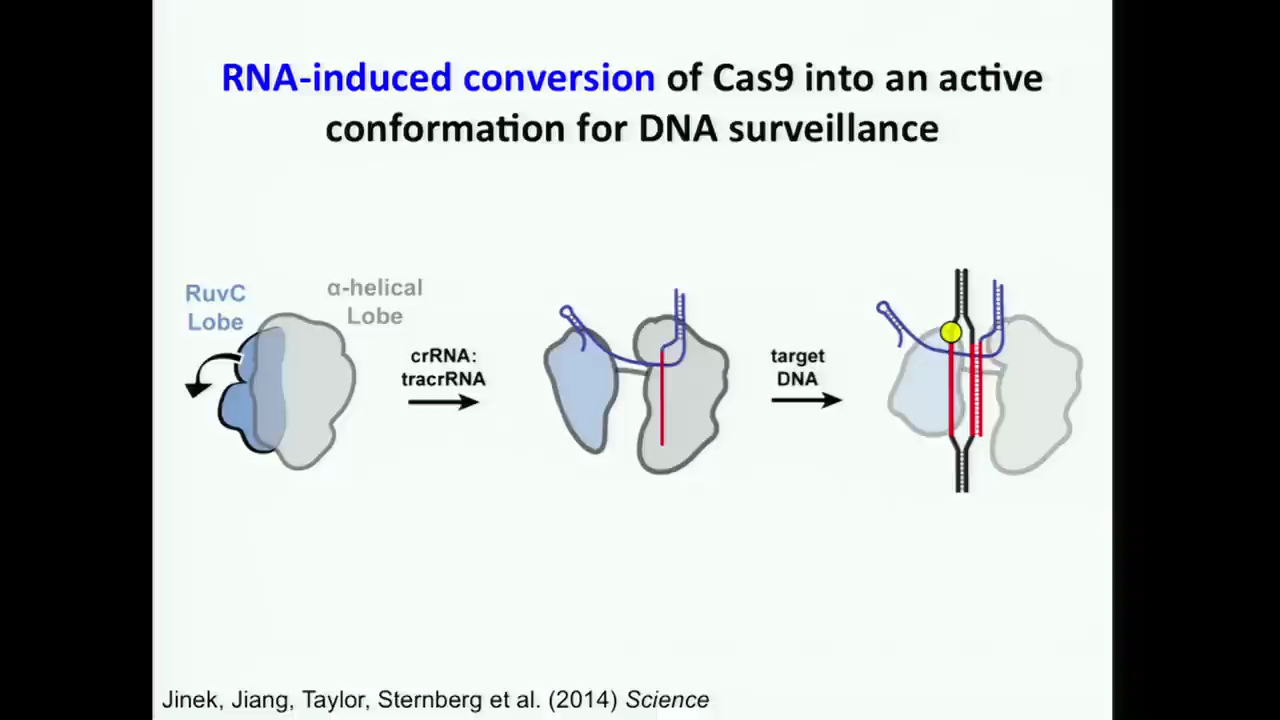 RNA-induced conversion of Cas9 into an active
conformation for DNA surveillance
RuvC
Lobe
α-helical
Lobe
crRNA:
tracrRNA
target
DNA
Jinek, Jiang, Taylor, Sternberg et al. (2014) Science